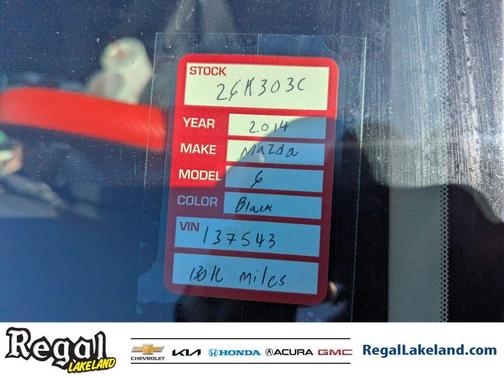 STOCK
26K303C
YEAR 2014
MAKE Mazda
MODEL 6
COLOR Black
VIN 137543
130K Miles
Regal LAKELAND
CHEVROLET KIA HONDA ACURA GMC
RegalLakeland.com